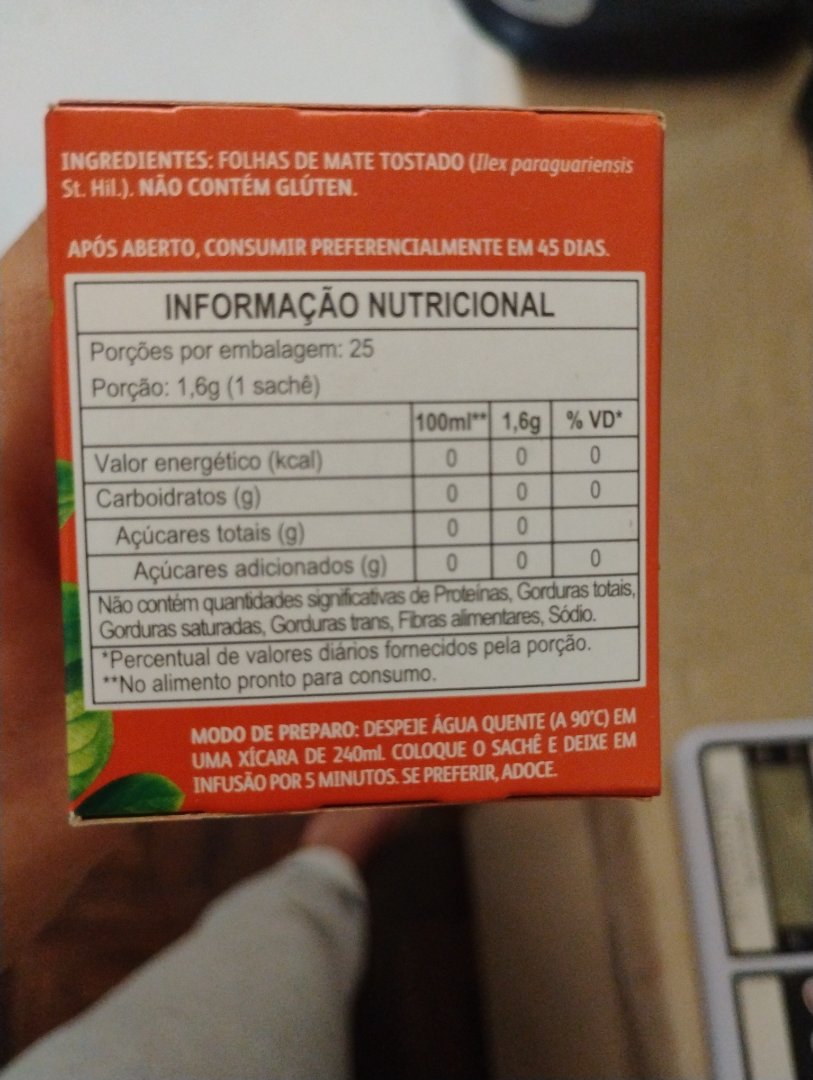 INGREDIENTES: FOLHAS DE MATE TOSTADO (Ilex paraguariensis
St. Hil.). NÃO CONTÉM GLÚTEN.
APÓS ABERTO, CONSUMIR PREFERENCIALMENTE EM 45 DIAS.
INFORMAÇÃO NUTRICIONAL
Porções por embalagem: 25
Porção: 1,6g (1 sachê)
100ml** 1,6g % VD*
Valor energético (kcal) 0 0 0
Carboidratos (g) 0 0 0
Açúcares totais (g) 0 0
Açúcares adicionados (g) 0 0 0
Não contém quantidades significativas de Proteínas, Gorduras totais,
Gorduras saturadas, Gorduras trans, Fibras alimentares, Sódio.
*Percentual de valores diários fornecidos pela porção.
**No alimento pronto para consumo.
MODO DE PREPARO: DESPEJE ÁGUA QUENTE (A 90°C) EM
UMA XÍCARA DE 240ml. COLOQUE O SACHÊ E DEIXE EM
INFUSÃO POR 5 MINUTOS. SE PREFERIR, ADOCE.